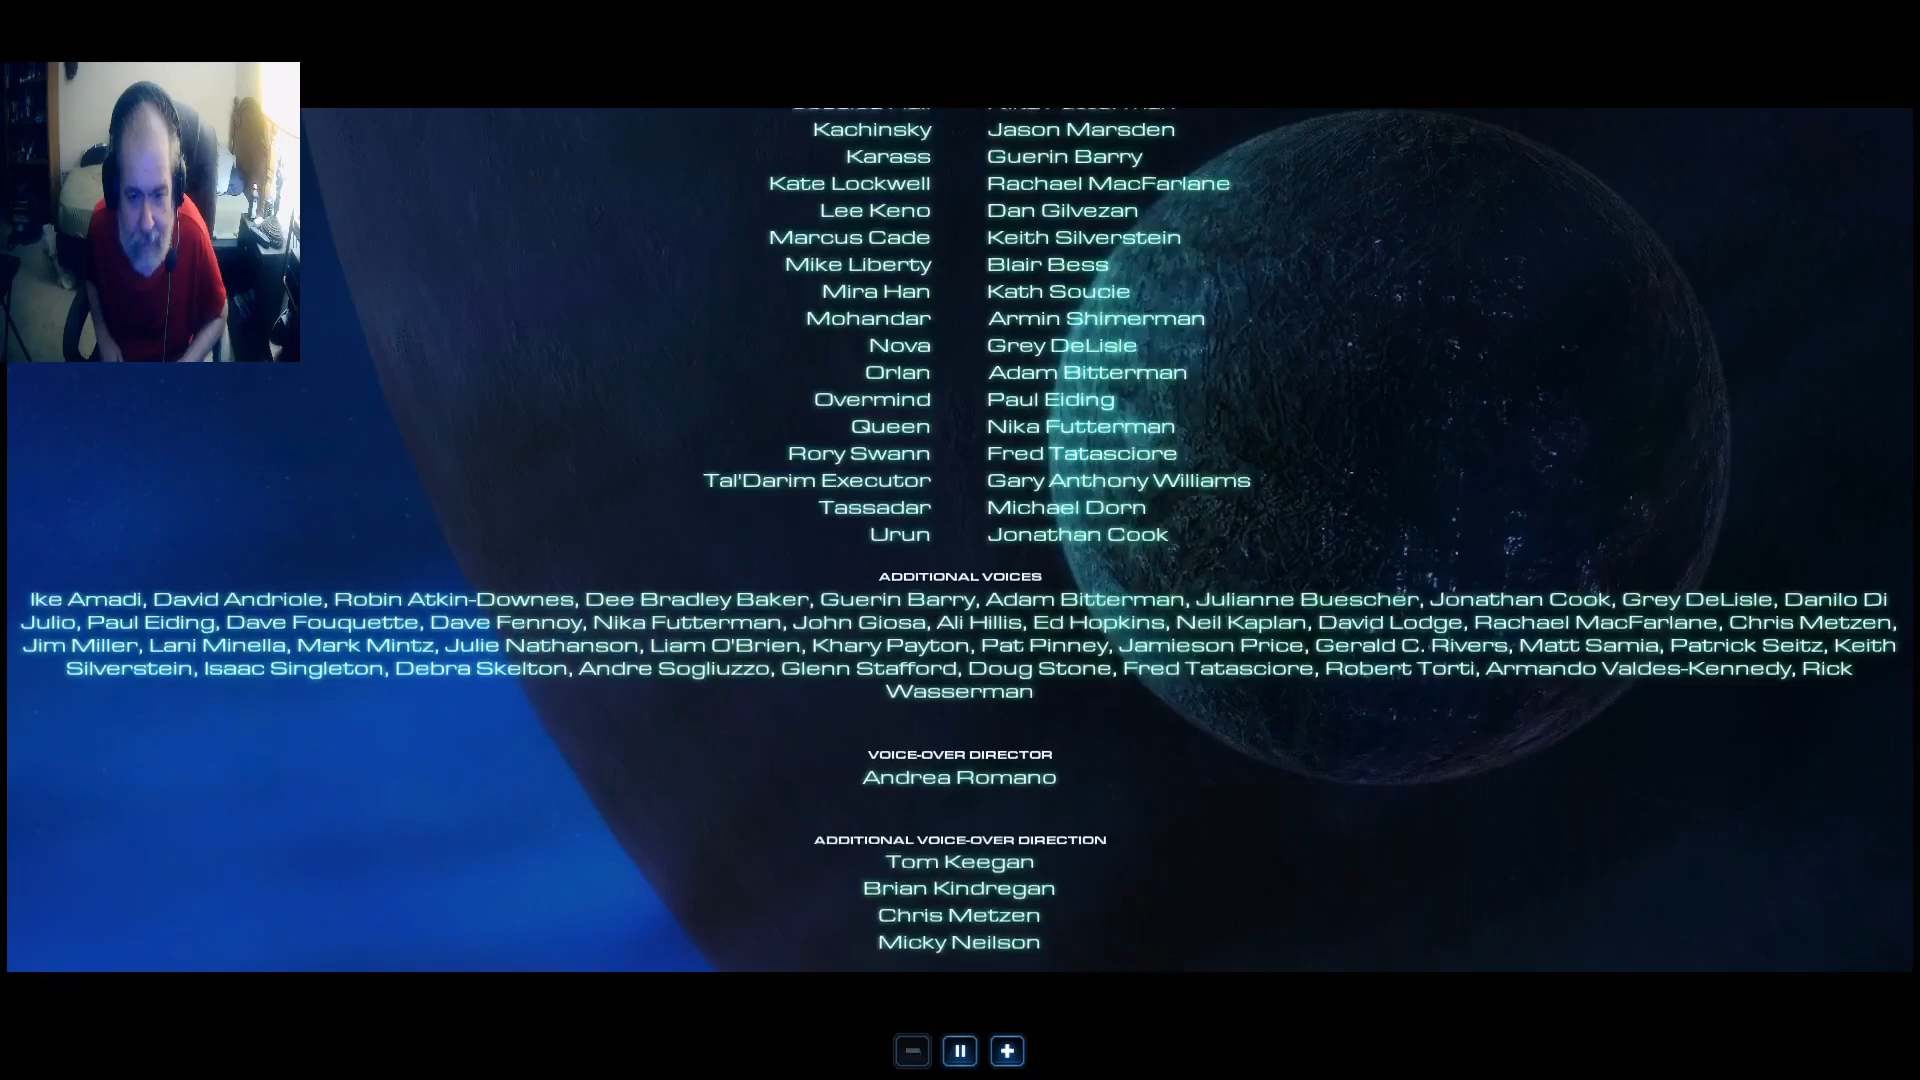 Kachinsky Jason Marsden
Karass Guerin Barry
Kate Lockwell Rachael MacFarlane
Lee Keno Dan Gilvezan
Marcus Cade Keith Silverstein
Mike Liberty Blair Bess
Mira Han Kath Soucie
Mohandar Armin Shimerman
Nova Grey DeLisle
Orlan Adam Bitterman
Overmind Paul Eiding
Queen Nika Futterman
Rory Swann Fred Tatasciore
Tal'Darim Executor Gary Anthony Williams
Tassadar Michael Dorn
Urun Jonathan Cook
ADDITIONAL VOICES
Ike Amadi, David Andriole, Robin Atkin-Downes, Dee Bradley Baker, Guerin Barry, Adam Bitterman, Julianne Buescher, Jonathan Cook, Grey DeLisle, Danilo Di
Julio, Paul Eiding, Dave Fouquette, Dave Fennoy, Nika Futterman, John Giosa, Ali Hillis, Ed Hopkins, Neil Kaplan, David Lodge, Rachael MacFarlane, Chris Metzen,
Jim Miller, Lani Minella, Mark Mintz, Julie Nathanson, Liam O'Brien, Khary Payton, Pat Pinney, Jamieson Price, Gerald C. Rivers, Matt Samia, Patrick Seitz, Keith
Silverstein, Isaac Singleton, Debra Skelton, Andre Sogliuzzo, Glenn Stafford, Doug Stone, Fred Tatasciore, Robert Torti, Armando Valdes-Kennedy, Rick
Wasserman
VOICE-OVER DIRECTOR
Andrea Romano
ADDITIONAL VOICE-OVER DIRECTION
Tom Keegan
Brian Kindregan
Chris Metzen
Micky Neilson